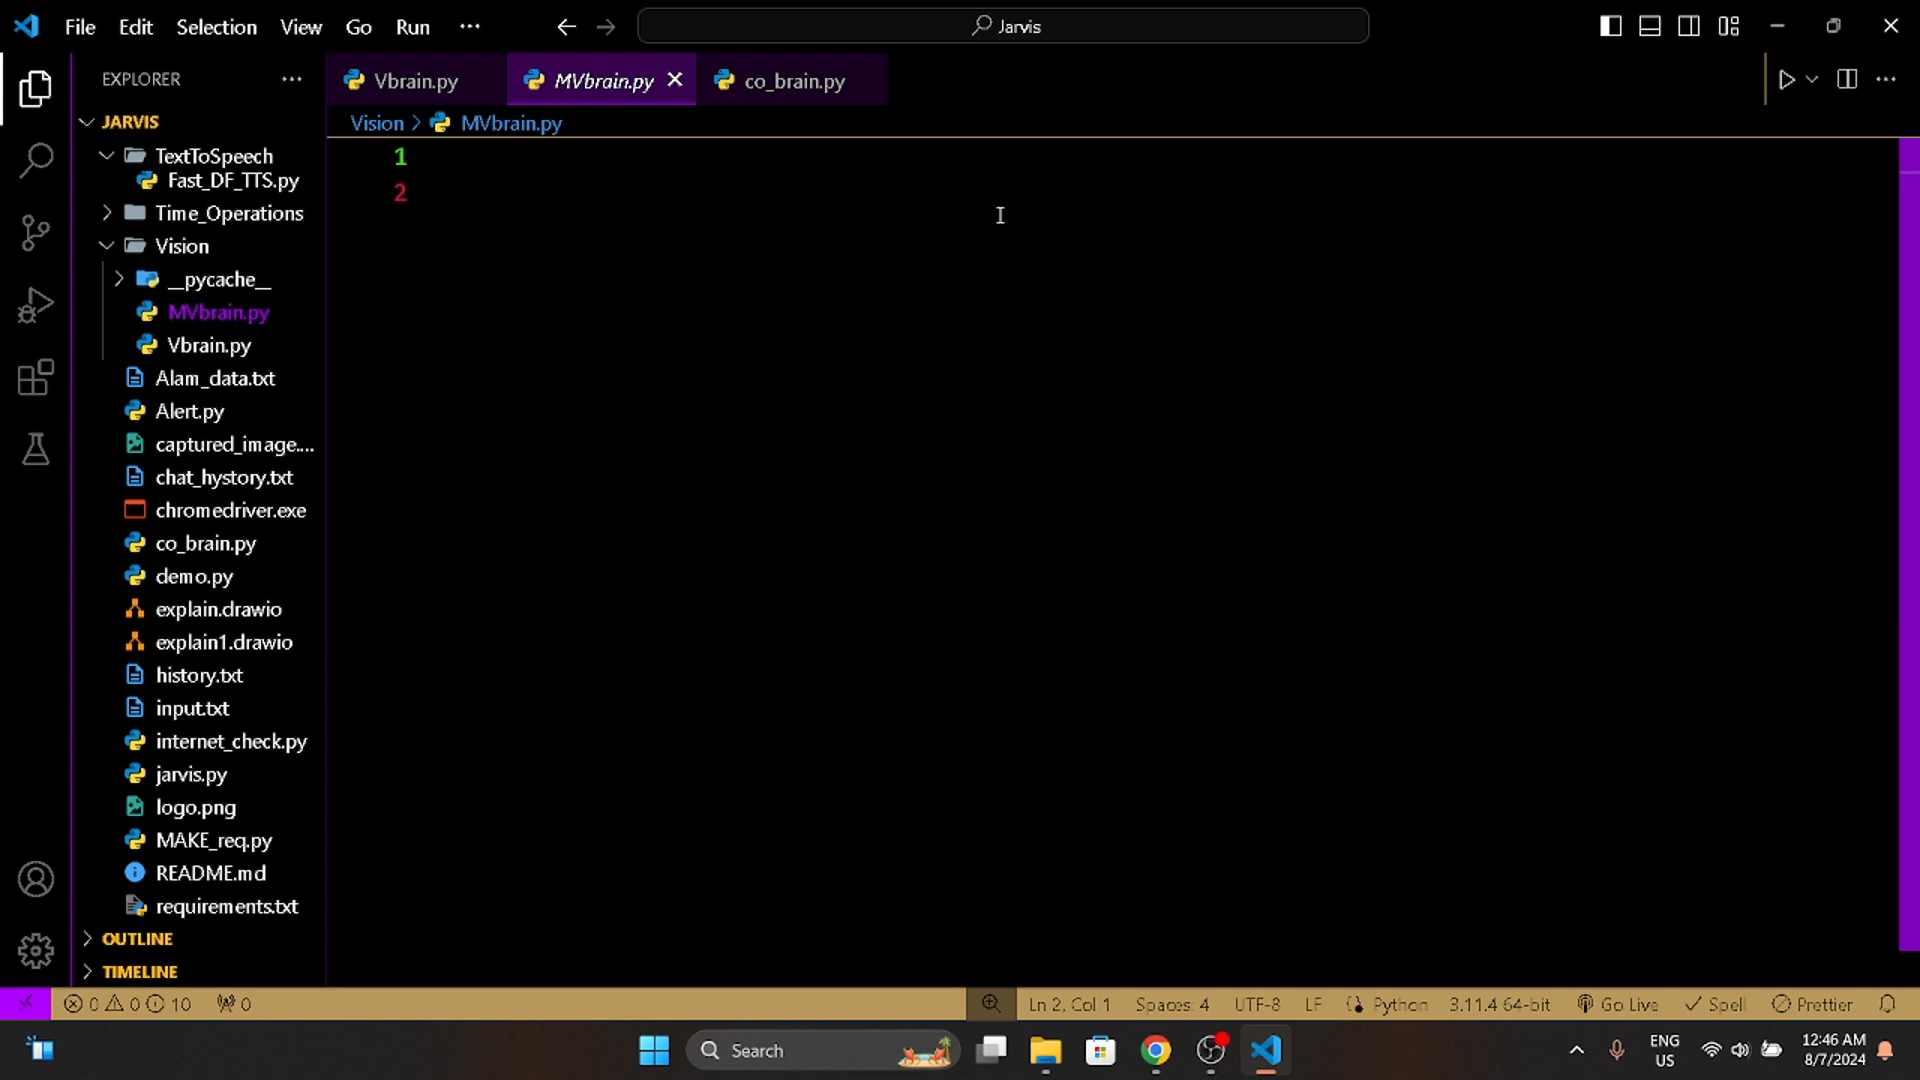 File Edit Selection View Go Run ···
Jarvis
EXPLORER ···
Vbrain.py
MVbrain.py
co_brain.py
JARVIS
Vision > MVbrain.py
1
2
TextToSpeech
Fast_DF_TTS.py
Time_Operations
Vision
__pycache__
MVbrain.py
Vbrain.py
Alam_data.txt
Alert.py
captured_image....
chat_hystory.txt
chromedriver.exe
co_brain.py
demo.py
explain.drawio
explain1.drawio
history.txt
input.txt
internet_check.py
jarvis.py
logo.png
MAKE_req.py
README.md
requirements.txt
OUTLINE
TIMELINE
0 0 10 0 Ln 2, Col 1 Spaces: 4 UTF-8 LF Python 3.11.4 64-bit Go Live Spell Prettier
Search
ENG
US
12:46 AM
8/7/2024